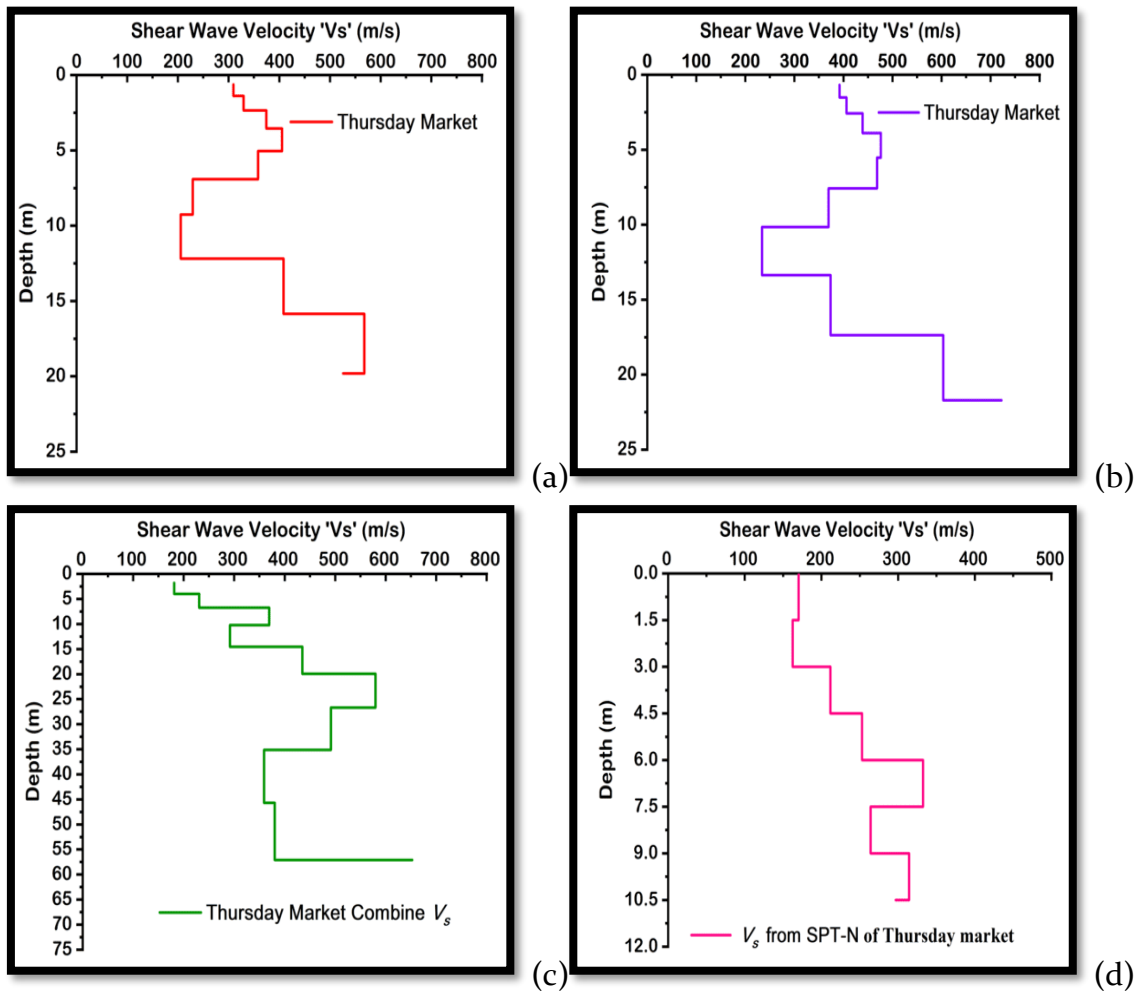 Shear Wave Velocity 'Vs' (m/s)
0 100 200 300 400 500 600 700 800
0
5
10
15
20
25
Depth (m)
Thursday Market
(a)
Shear Wave Velocity 'Vs' (m/s)
0 100 200 300 400 500 600 700 800
0
5
10
15
20
25
Depth (m)
Thursday Market
(b)
Shear Wave Velocity 'Vs' (m/s)
0 100 200 300 400 500 600 700 800
0
5
10
15
20
25
30
35
40
45
50
55
60
65
70
75
Depth (m)
Thursday Market Combine Vs
(c)
Shear Wave Velocity 'Vs' (m/s)
0 100 200 300 400 500
0.0
1.5
3.0
4.5
6.0
7.5
9.0
10.5
12.0
Depth (m)
Vs from SPT-N of Thursday market
(d)